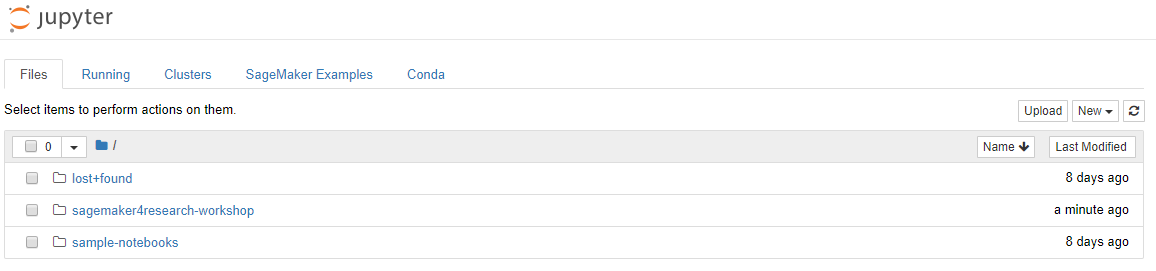 jupyter
Files Running Clusters SageMaker Examples Conda
Select items to perform actions on them. Upload New
0 / Name Last Modified
lost+found 8 days ago
sagemaker4research-workshop a minute ago
sample-notebooks 8 days ago